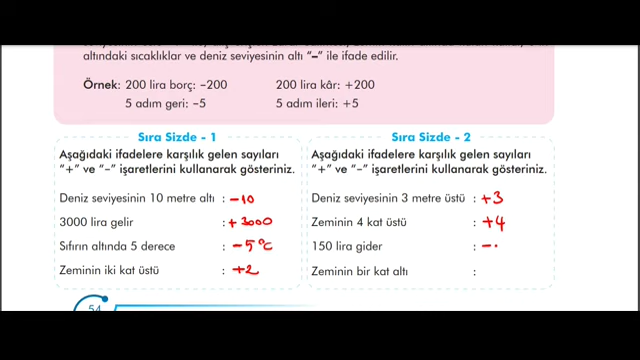 altındaki sıcaklıklar ve deniz seviyesinin altı "–" ile ifade edilir.
Örnek: 200 lira borç: –200 200 lira kâr: +200
5 adım geri: –5 5 adım ileri: +5
Sıra Sizde - 1
Aşağıdaki ifadelere karşılık gelen sayıları
"+" ve "–" işaretlerini kullanarak gösteriniz.
Deniz seviyesinin 10 metre altı : –10
3000 lira gelir : +3000
Sıfırın altında 5 derece : –5°C
Zeminin iki kat üstü : +2
Sıra Sizde - 2
Aşağıdaki ifadelere karşılık gelen sayıları
"+" ve "–" işaretlerini kullanarak gösteriniz.
Deniz seviyesinin 3 metre üstü : +3
Zeminin 4 kat üstü : +4
150 lira gider : –
Zeminin bir kat altı :
54